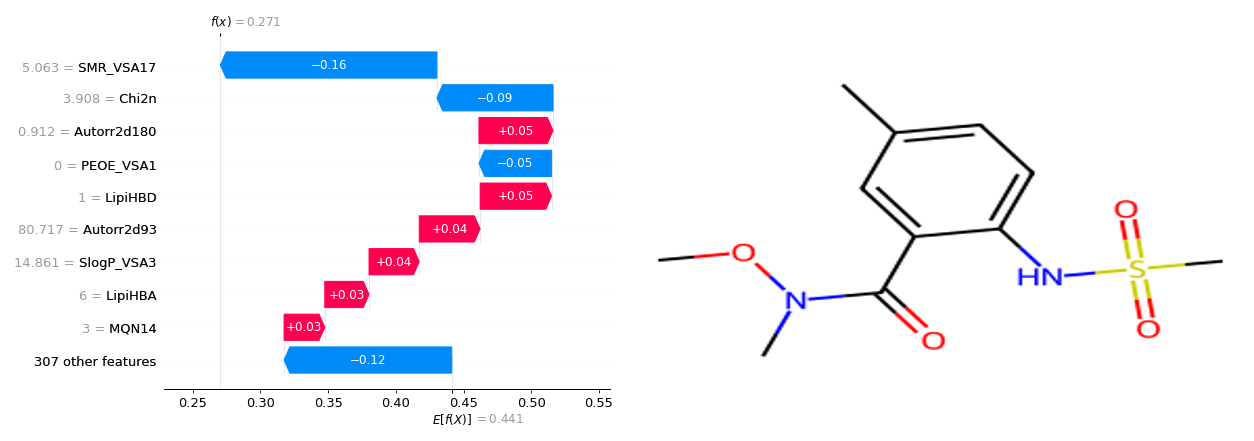 f(x) = 0.271
5.063 = SMR_VSA17
−0.16
3.908 = Chi2n
−0.09
0.912 = Autorr2d180
+0.05
0 = PEOE_VSA1
−0.05
1 = LipiHBD
+0.05
80.717 = Autorr2d93
+0.04
14.861 = SlogP_VSA3
+0.04
6 = LipiHBA
+0.03
3 = MQN14
+0.03
307 other features
−0.12
0.25 0.30 0.35 0.40 0.45 0.50 0.55
E[f(X)] = 0.441
O
O
HN
S
N
O
O